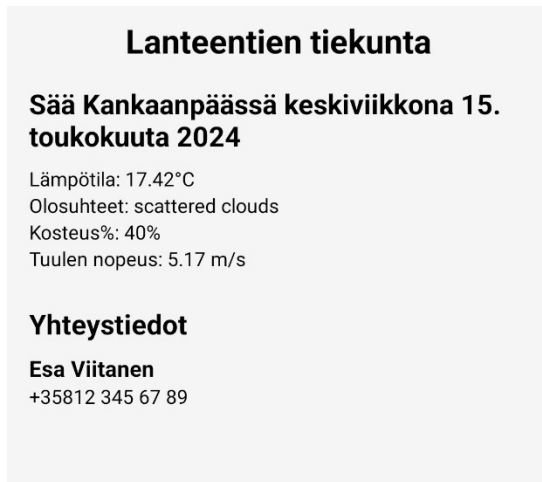 Lanteentien tiekunta
Sää Kankaanpäässä keskiviikkona 15.
toukokuuta 2024
Lämpötila: 17.42°C
Olosuhteet: scattered clouds
Kosteus%: 40%
Tuulen nopeus: 5.17 m/s
Yhteystiedot
Esa Viitanen
+35812 345 67 89